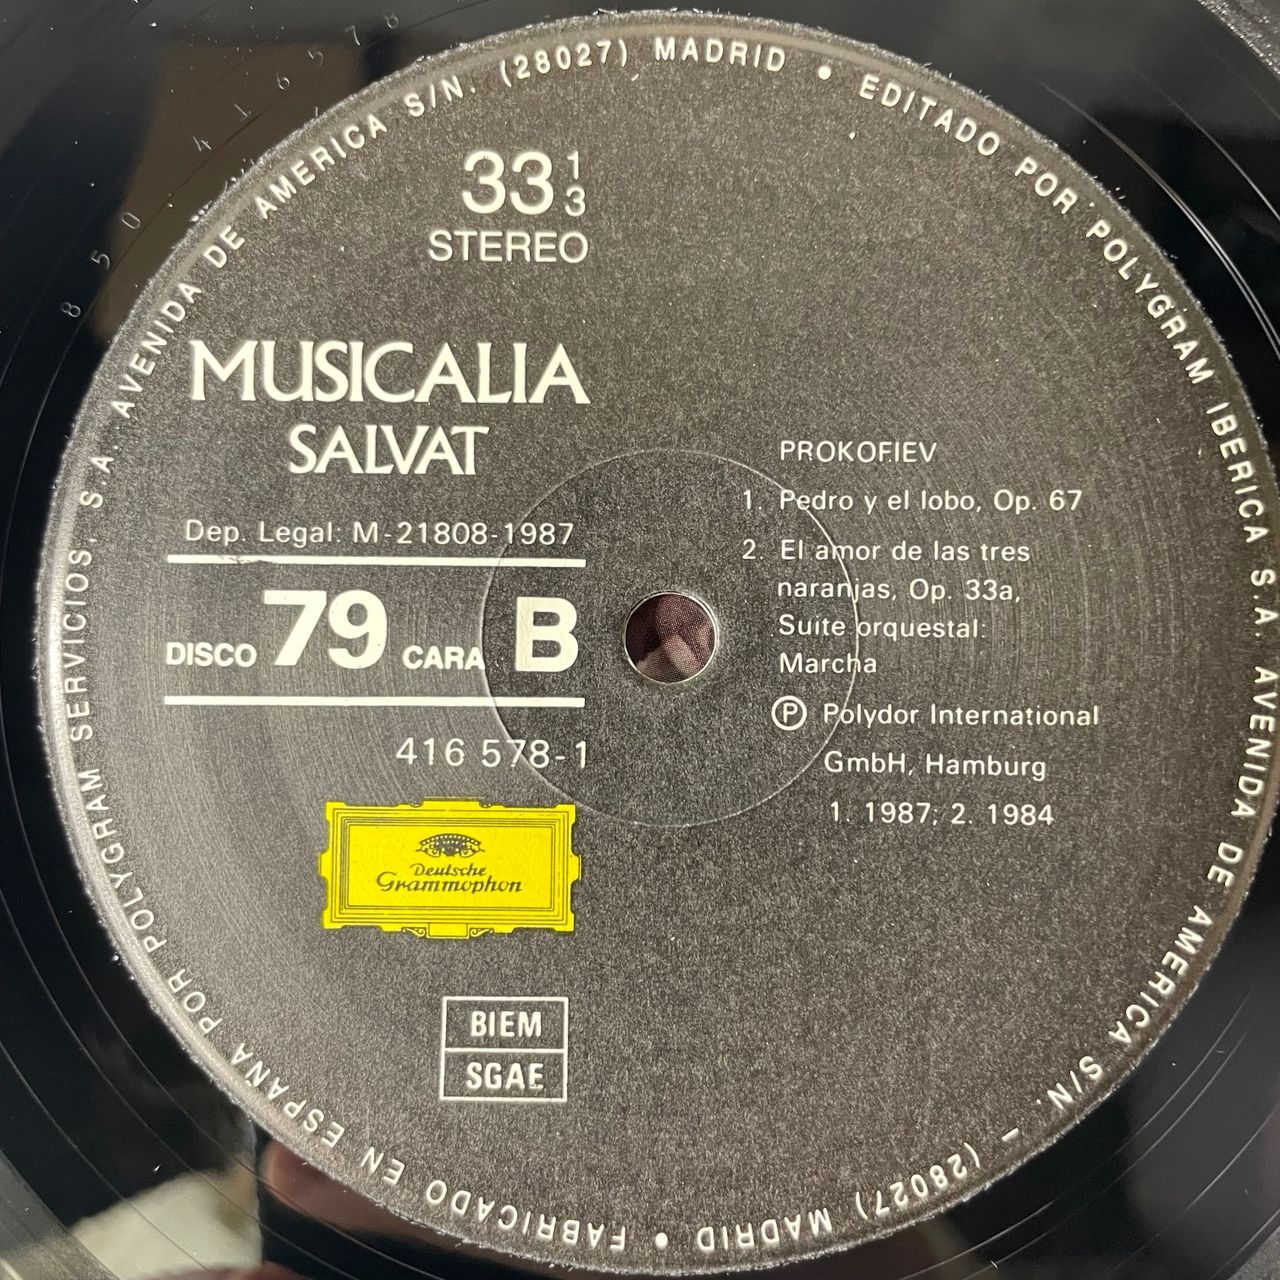 33 1/3
STEREO
MUSICALIA
SALVAT
Dep. Legal: M-21808-1987
DISCO 79 CARA B
416 578-1
Deutsche
Grammophon
BIEM
SGAE
PROKOFIEV
1. Pedro y el lobo, Op. 67
2. El amor de las tres
naranjas, Op. 33a,
Suite orquestal:
Marcha
Ⓟ Polydor International
GmbH, Hamburg
1. 1987; 2. 1984
• EDITADO POR POLYGRAM IBERICA S.A. AVENIDA DE AMERICA S/N. – (28027) MADRID
• FABRICADO EN ESPAÑA POR POLYGRAM SERVICIOS, S.A. AVENIDA DE AMERICA S/N. (28027) MADRID